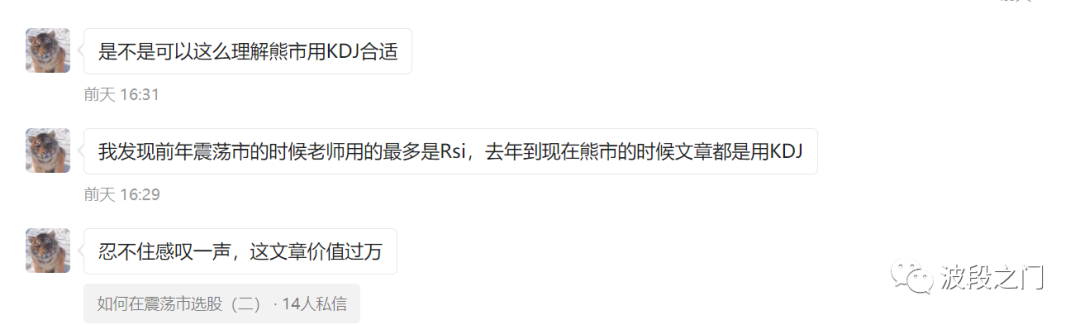 是不是可以这么理解熊市用KDJ合适
前天 16:31
我发现前年震荡市的时候老师用的最多是Rsi，去年到现在熊市的时候文章都是用KDJ
前天 16:29
忍不住感叹一声，这文章价值过万
如何在震荡市选股（二） · 14人私信
波段之门